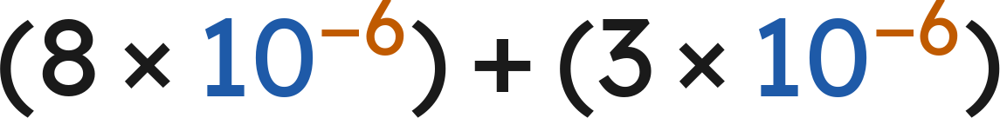 (8 × 10⁻⁶) + (3 × 10⁻⁶)